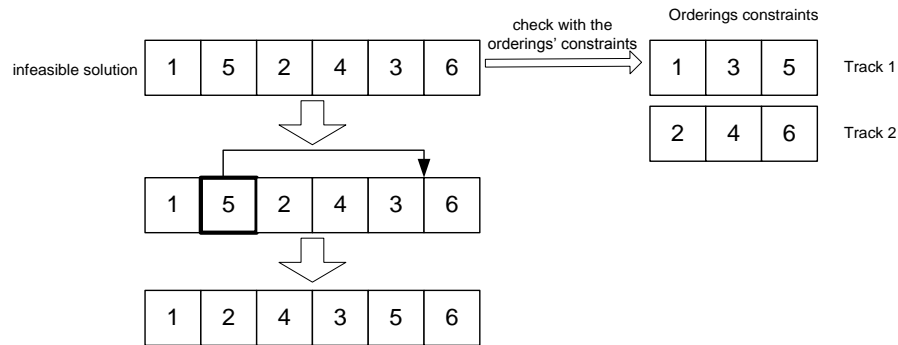 check with the
orderings' constraints
Orderings constraints
infeasible solution 1 5 2 4 3 6
1 3 5 Track 1
2 4 6 Track 2
1 5 2 4 3 6
1 2 4 3 5 6